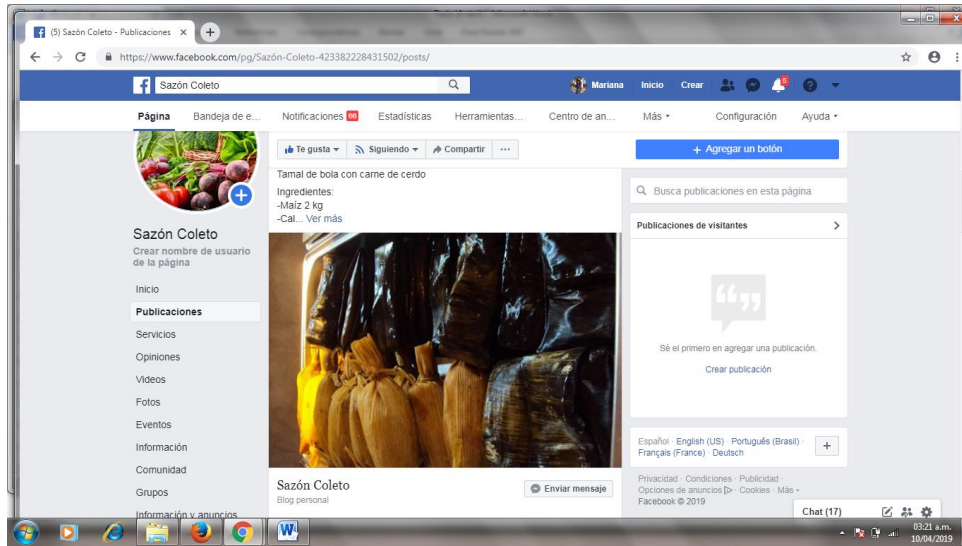 (5) Sazón Coleto - Publicaciones
https://www.facebook.com/pg/Sazón-Coleto-423382228431502/posts/
Sazón Coleto
Mariana Inicio Crear 5
Página Bandeja de e... Notificaciones 66 Estadísticas Herramientas... Centro de an... Más Configuración Ayuda
Te gusta Siguiendo Compartir ...
+ Agregar un botón
Sazón Coleto
Crear nombre de usuario
de la página
Inicio
Publicaciones
Servicios
Opiniones
Videos
Fotos
Eventos
Información
Comunidad
Grupos
Información y anuncios
Tamal de bola con carne de cerdo
Ingredientes:
-Maíz 2 kg
-Cal... Ver más
Sazón Coleto
Blog personal
Enviar mensaje
Busca publicaciones en esta página
Publicaciones de visitantes
Sé el primero en agregar una publicación.
Crear publicación
Español · English (US) · Português (Brasil) ·
Français (France) · Deutsch
Privacidad · Condiciones · Publicidad ·
Opciones de anuncios · Cookies · Más
Facebook © 2019
Chat (17)
03:21 a.m.
10/04/2019